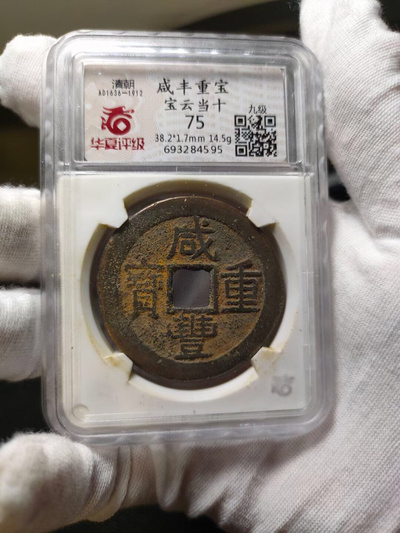 清朝
AD1636—1912
华夏评级
咸丰重宝
宝云当十
75
38.2*1.7mm 14.5g
693284595
九级
咸
豐
重
寶